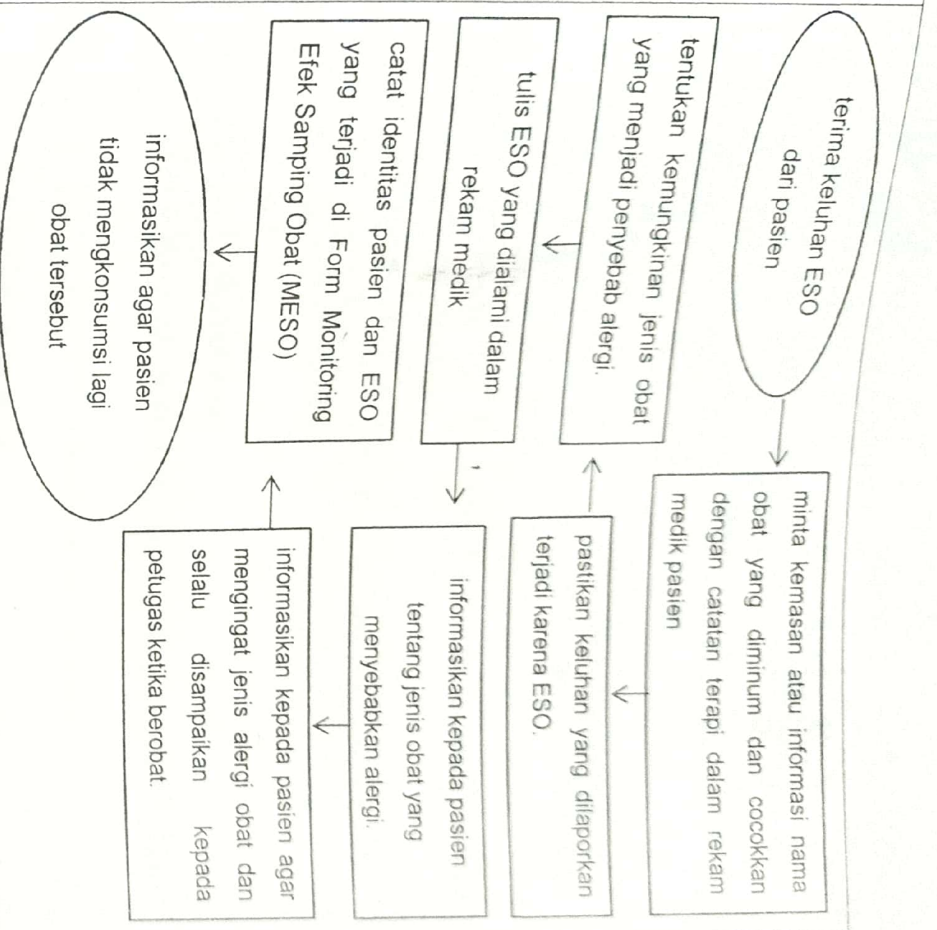 terima keluhan ESO
dari pasien
minta kemasan atau informasi nama
obat yang diminum dan cocokkan
dengan catatan terapi dalam rekam
medik pasien
pastikan keluhan yang dilaporkan
terjadi karena ESO.
tentukan kemungkinan jenis obat
yang menjadi penyebab alergi.
tulis ESO yang dialami dalam
rekam medik
informasikan kepada pasien
tentang jenis obat yang
menyebabkan alergi.
informasikan kepada pasien agar
mengingat jenis alergi obat dan
selalu disampaikan kepada
petugas ketika berobat.
catat identitas pasien dan ESO
yang terjadi di Form Monitoring
Efek Samping Obat (MESO)
informasikan agar pasien
tidak mengkonsumsi lagi
obat tersebut